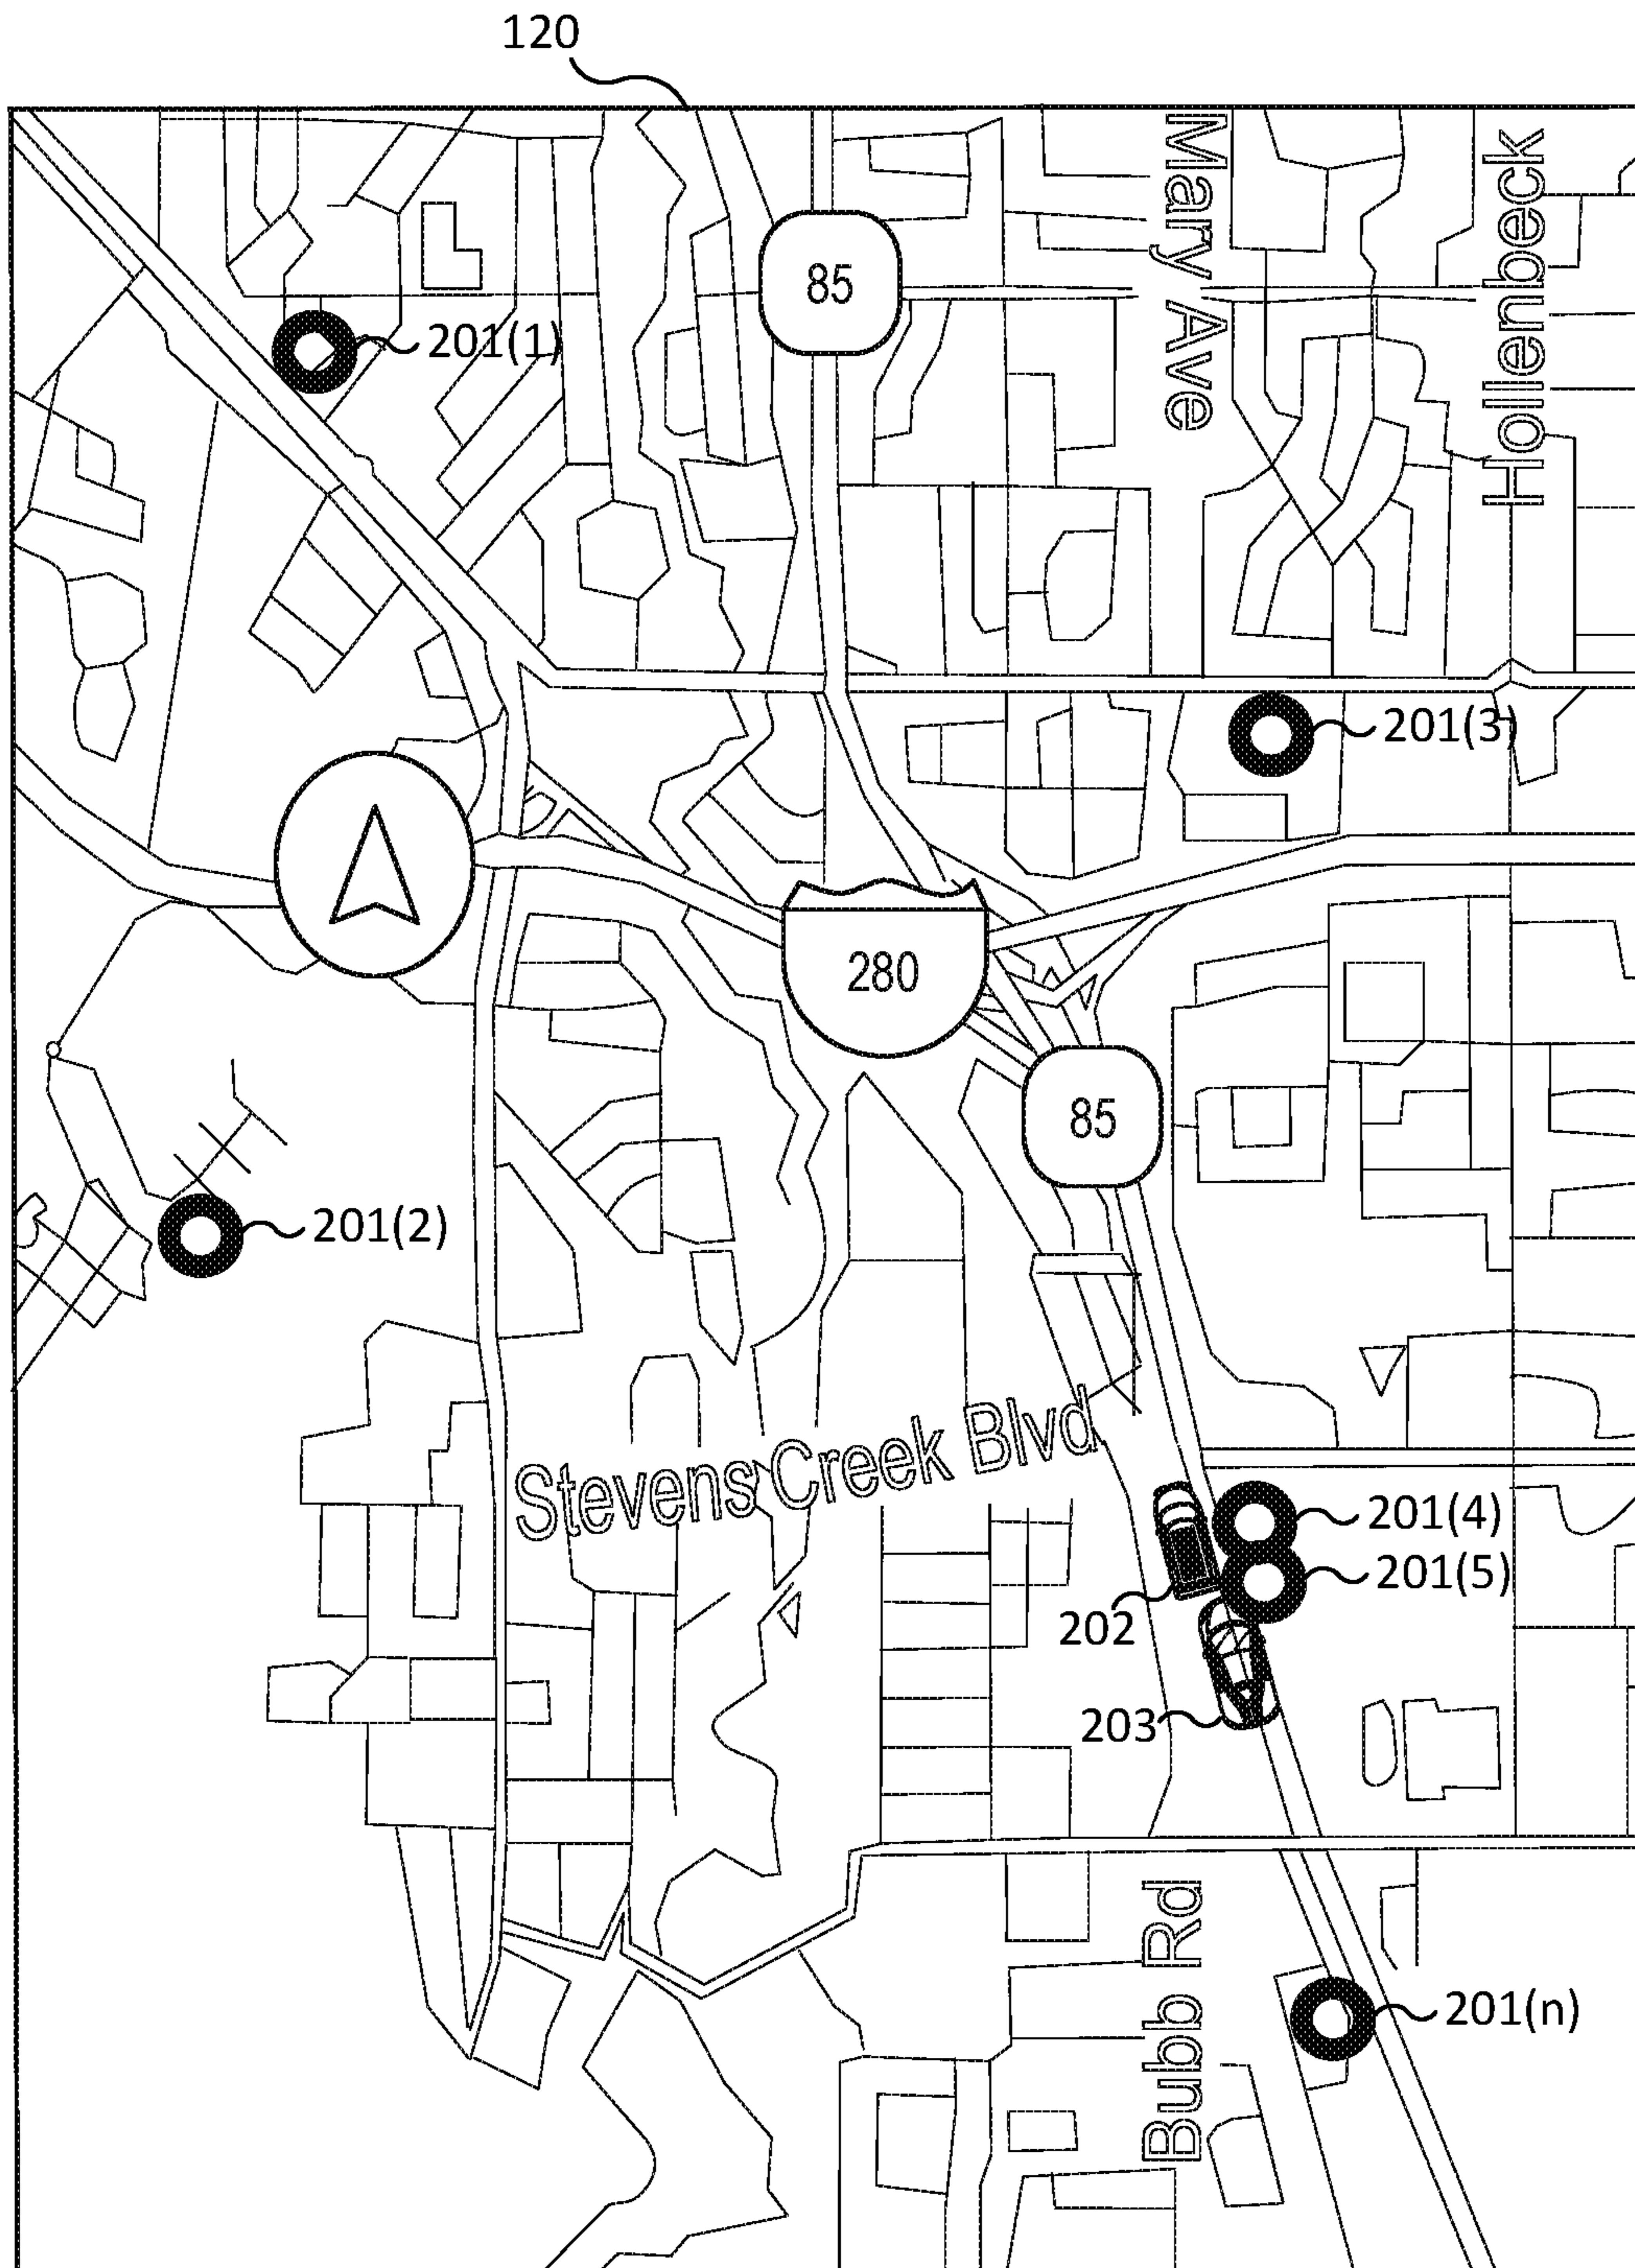 120
Mary Ave
Hollenbeck
85
201(1)
201(3)
280
85
201(2)
Stevens Creek Blvd
201(4)
201(5)
202
203
Bubb Rd
201(n)